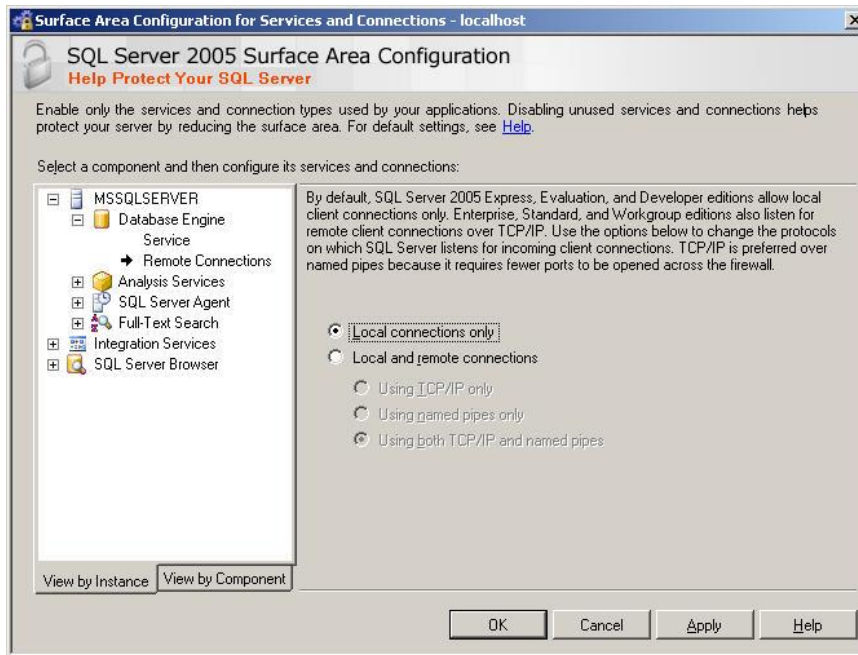 Surface Area Configuration for Services and Connections - localhost
SQL Server 2005 Surface Area Configuration
Help Protect Your SQL Server
Enable only the services and connection types used by your applications. Disabling unused services and connections helps
protect your server by reducing the surface area. For default settings, see Help.
Select a component and then configure its services and connections:
MSSQLSERVER
Database Engine
Service
Remote Connections
Analysis Services
SQL Server Agent
Full-Text Search
Integration Services
SQL Server Browser
View by Instance
View by Component
By default, SQL Server 2005 Express, Evaluation, and Developer editions allow local
client connections only. Enterprise, Standard, and Workgroup editions also listen for
remote client connections over TCP/IP. Use the options below to change the protocols
on which SQL Server listens for incoming client connections. TCP/IP is preferred over
named pipes because it requires fewer ports to be opened across the firewall.
Local connections only
Local and remote connections
Using TCP/IP only
Using named pipes only
Using both TCP/IP and named pipes
OK
Cancel
Apply
Help